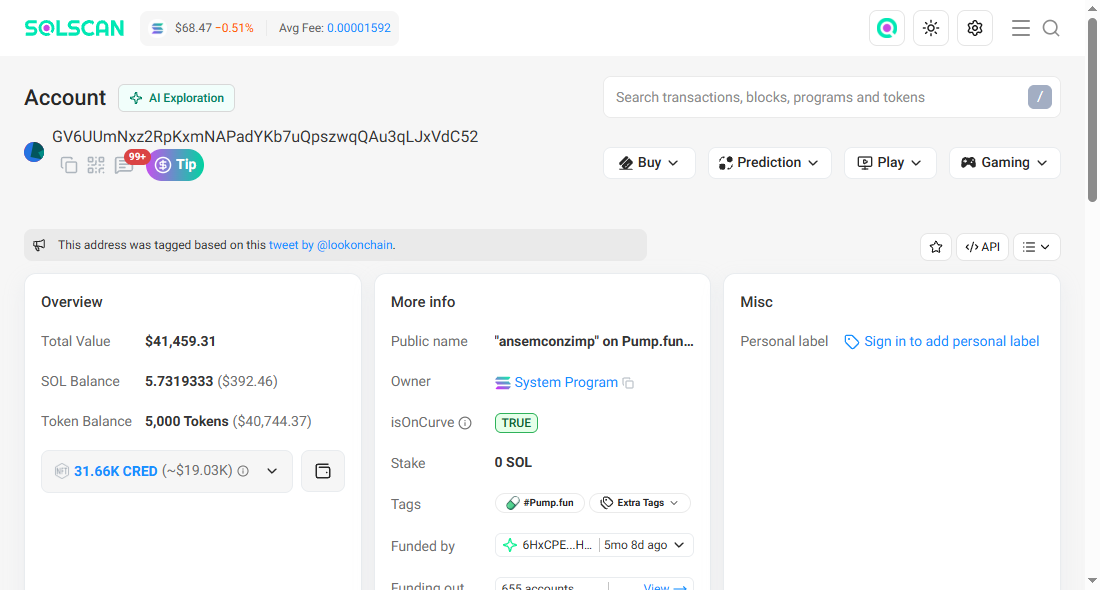 SOLSCAN
$68.47 −0.51%
Avg Fee: 0.00001592
Account
AI Exploration
Search transactions, blocks, programs and tokens
/
GV6UUmNxz2RpKxmNAPadYKb7uQpszwqQAu3qLJxVdC52
99+
Tip
Buy
Prediction
Play
Gaming
This address was tagged based on this tweet by @lookonchain.
</> API
Overview
Total Value $41,459.31
SOL Balance 5.7319333 ($392.46)
Token Balance 5,000 Tokens ($40,744.37)
NFT 31.66K CRED (~$19.03K)
More info
Public name "ansemconzimp" on Pump.fun...
Owner System Program
isOnCurve TRUE
Stake 0 SOL
Tags #Pump.fun Extra Tags
Funded by 6HxCPE...H... 5mo 8d ago
Funding out 655 accounts View →
Misc
Personal label Sign in to add personal label